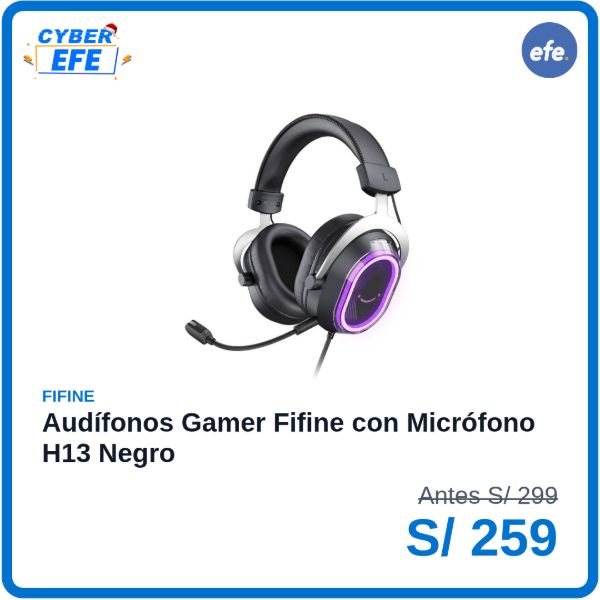 CYBER
EFE
efe.
L
FIFINE
Audífonos Gamer Fifine con Micrófono
H13 Negro
Antes S/ 299
S/ 259